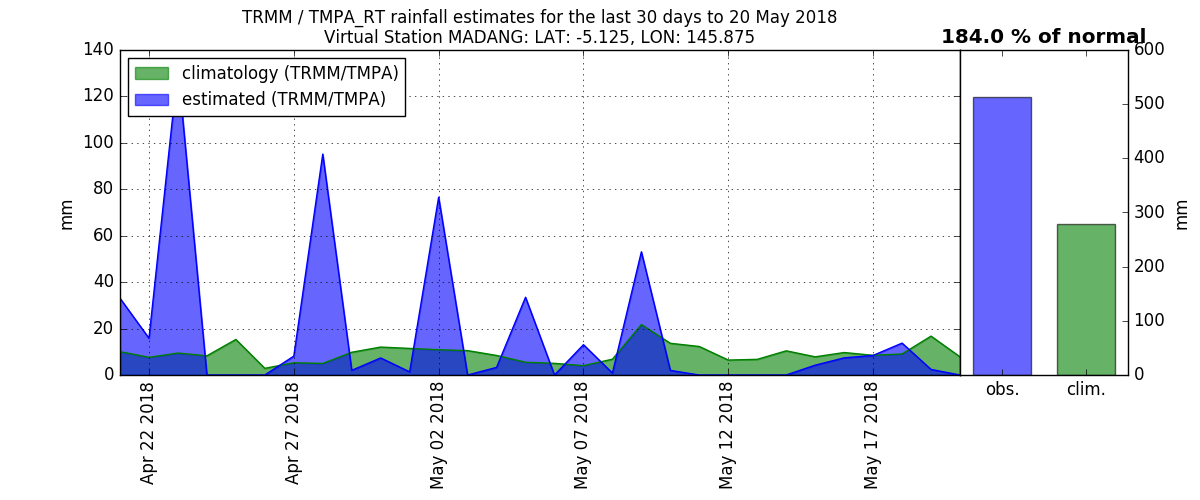 TRMM / TMPA_RT rainfall estimates for the last 30 days to 20 May 2018
Virtual Station MADANG: LAT: -5.125, LON: 145.875
184.0 % of normal
climatology (TRMM/TMPA)
estimated (TRMM/TMPA)
mm
140
120
100
80
60
40
20
0
Apr 22 2018
Apr 27 2018
May 02 2018
May 07 2018
May 12 2018
May 17 2018
600
500
400
300
200
100
0
mm
obs.
clim.